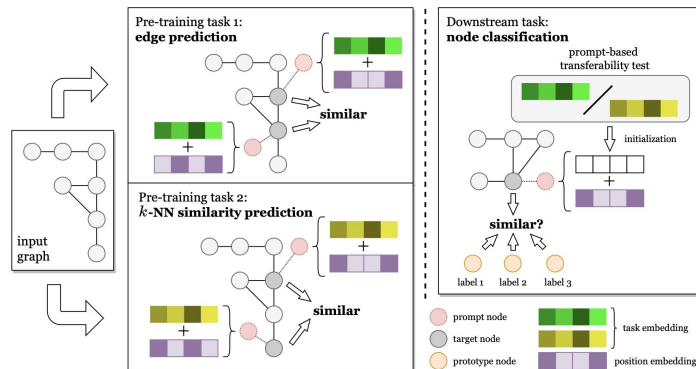 Pre-training task 1:
edge prediction
+
similar
+
Pre-training task 2:
k-NN similarity prediction
+
similar
+
input
graph
Downstream task:
node classification
prompt-based
transferability test
initialization
+
similar?
label 1
label 2
label 3
prompt node
target node
prototype node
task embedding
position embedding